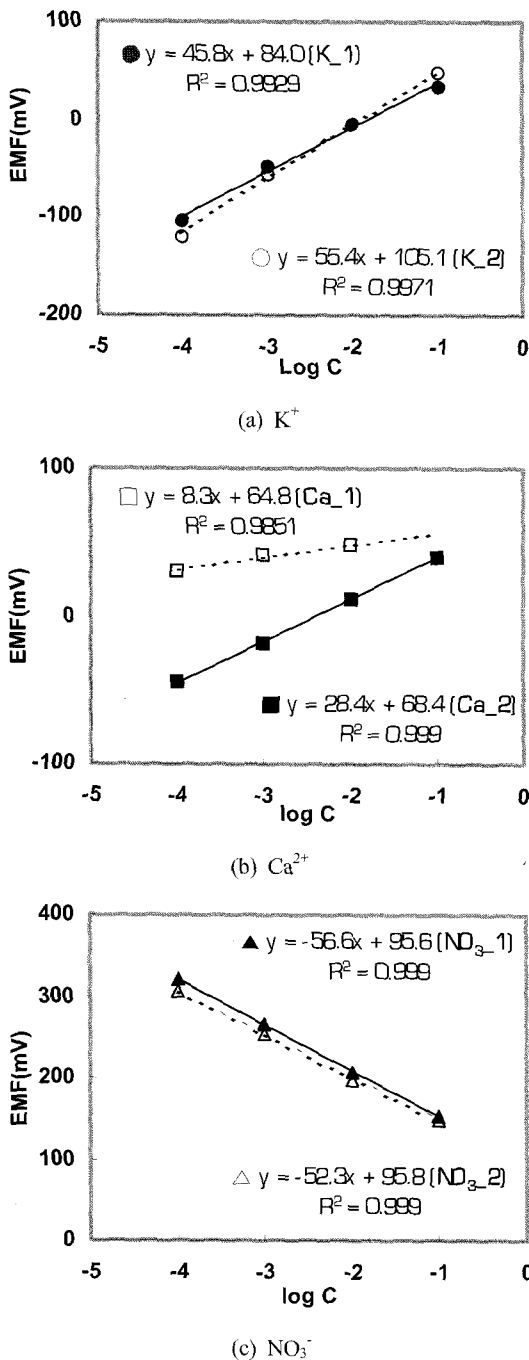 100
● y = 45.8x + 84.0 (K_1)
R² = 0.9929
0
EMF(mV)
-100
○ y = 55.4x + 105.1 (K_2)
R² = 0.9971
-200
-5 -4 -3 -2 -1 0
Log C
(a) K⁺
100
□ y = 8.3x + 64.8 (Ca_1)
R² = 0.9851
EMF(mV)
0
■ y = 28.4x + 68.4 (Ca_2)
R² = 0.999
-100
-5 -4 -3 -2 -1 0
log C
(b) Ca²⁺
400
▲ y = -56.6x + 95.6 (NO₃_1)
R² = 0.999
300
EMF(mV)
200
100
△ y = -52.3x + 95.8 (NO₃_2)
R² = 0.999
0
-5 -4 -3 -2 -1 0
log C
(c) NO₃⁻